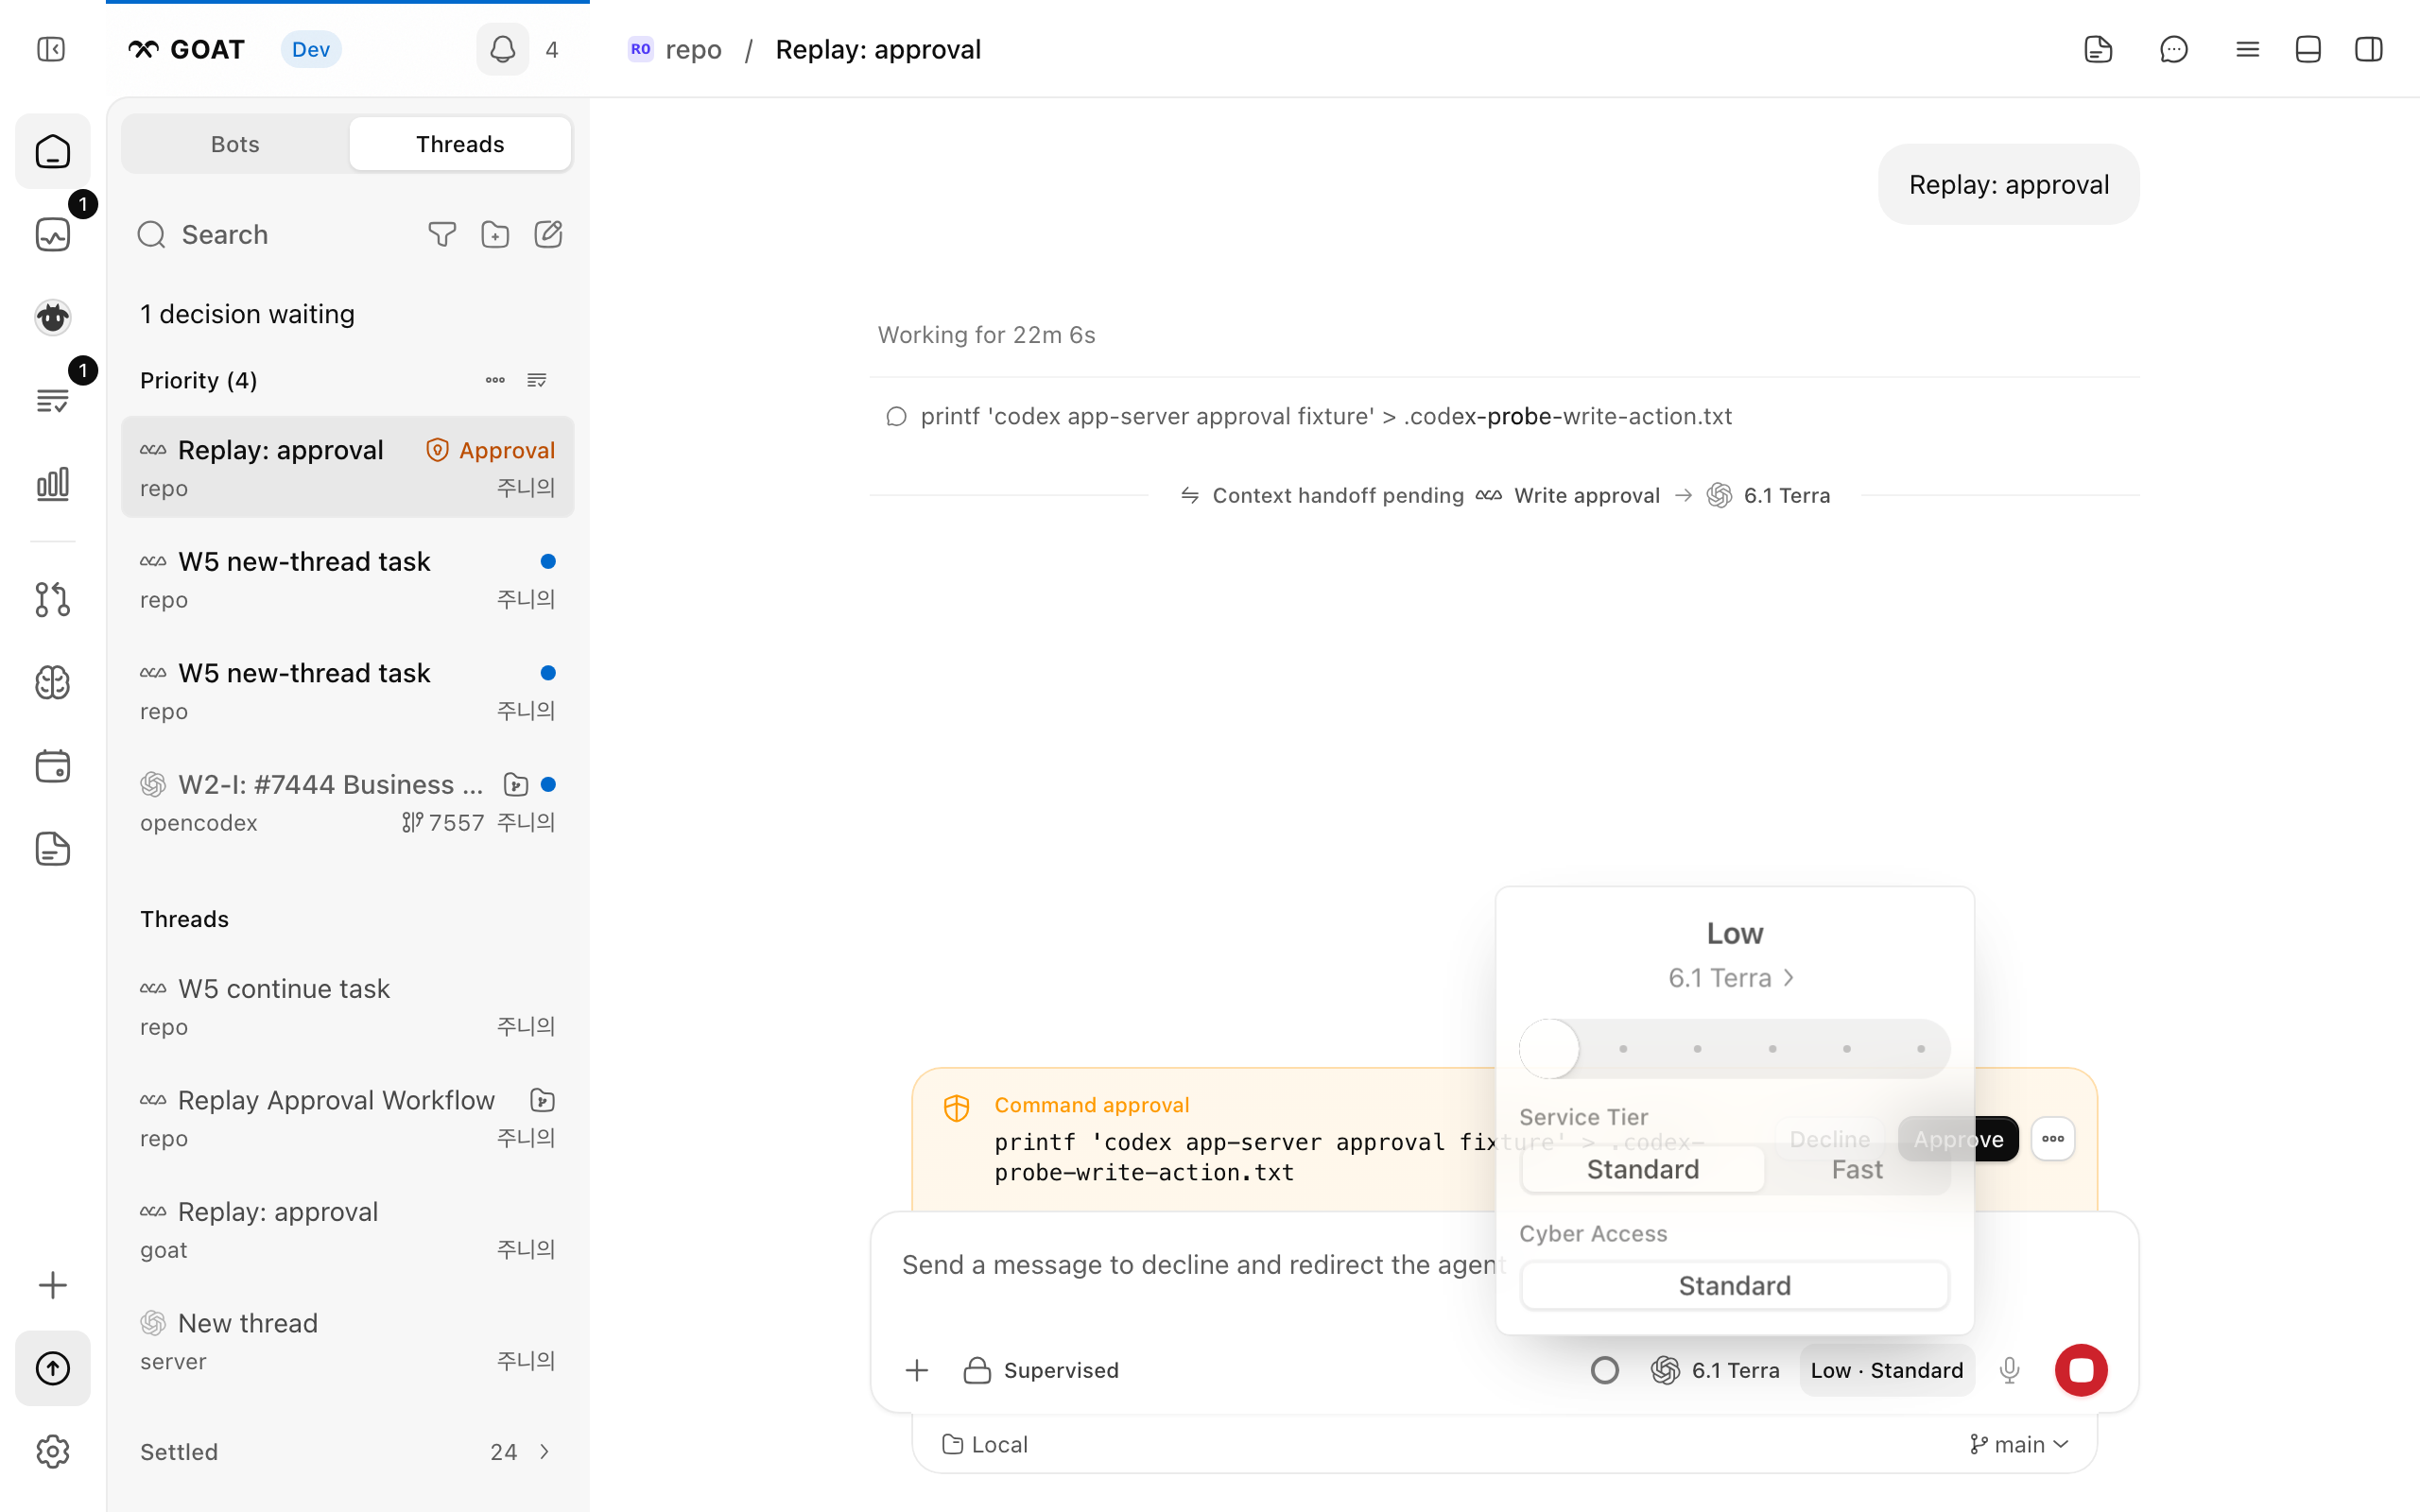 GOAT Dev 4
RO repo / Replay: approval
Bots Threads
Search
1 decision waiting
Priority (4)
Replay: approval Approval
repo 주니의
W5 new-thread task
repo 주니의
W5 new-thread task
repo 주니의
W2-I: #7444 Business ...
opencodex 7557 주니의
Threads
W5 continue task
repo 주니의
Replay Approval Workflow
repo 주니의
Replay: approval
goat 주니의
New thread
server 주니의
Settled 24
1
1
Replay: approval
Working for 22m 6s
printf 'codex app-server approval fixture' > .codex-probe-write-action.txt
Context handoff pending Write approval → 6.1 Terra
Low
6.1 Terra
Service Tier
Standard Fast
Cyber Access
Standard
Command approval
printf 'codex app-server approval fixture' > .codex-
probe-write-action.txt
Decline Approve
Send a message to decline and redirect the agent
Supervised 6.1 Terra Low · Standard
Local main